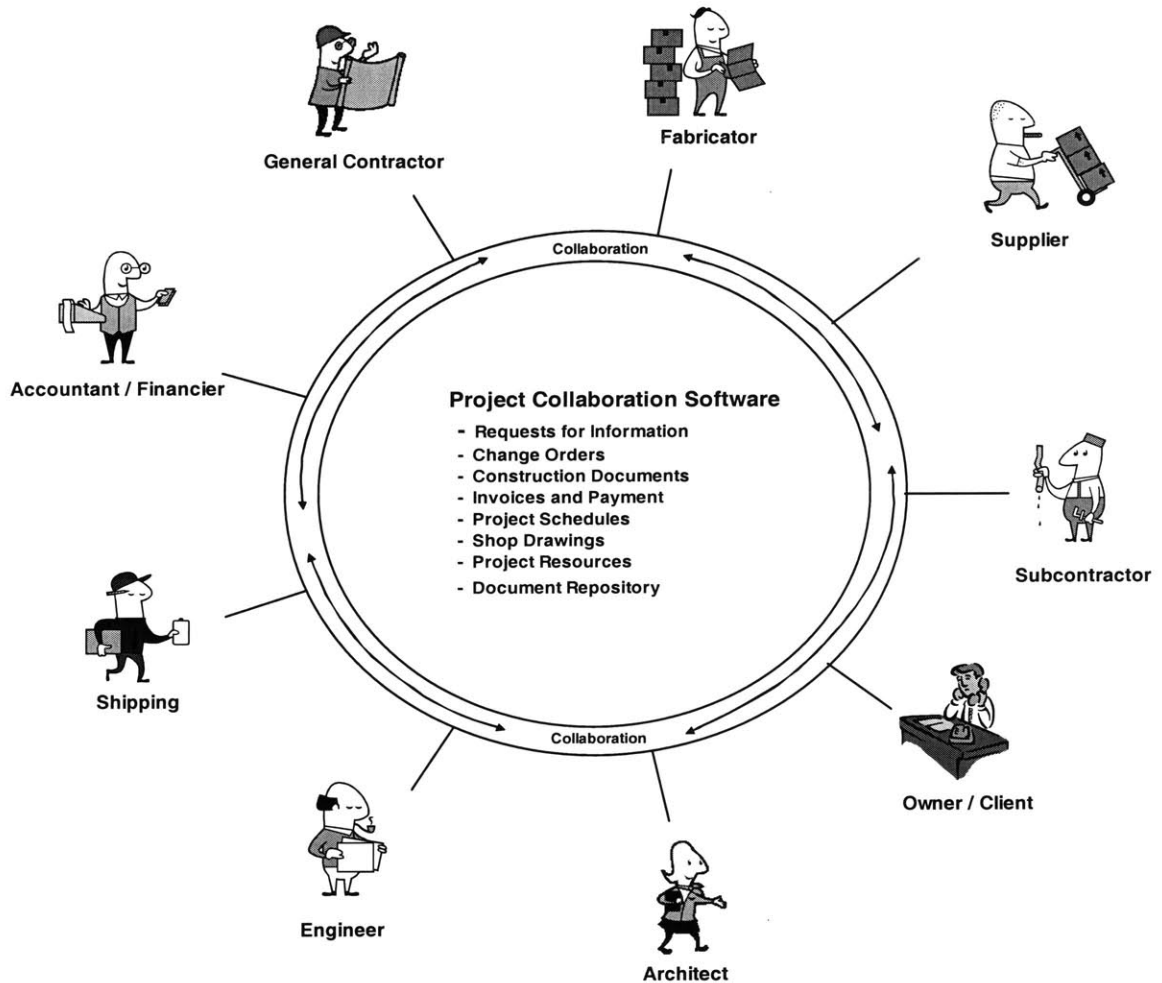 Fabricator
General Contractor
Supplier
Collaboration
Accountant / Financier
Project Collaboration Software
- Requests for Information
- Change Orders
- Construction Documents
- Invoices and Payment
- Project Schedules
- Shop Drawings
- Project Resources
- Document Repository
Subcontractor
Shipping
Collaboration
Owner / Client
Engineer
Architect